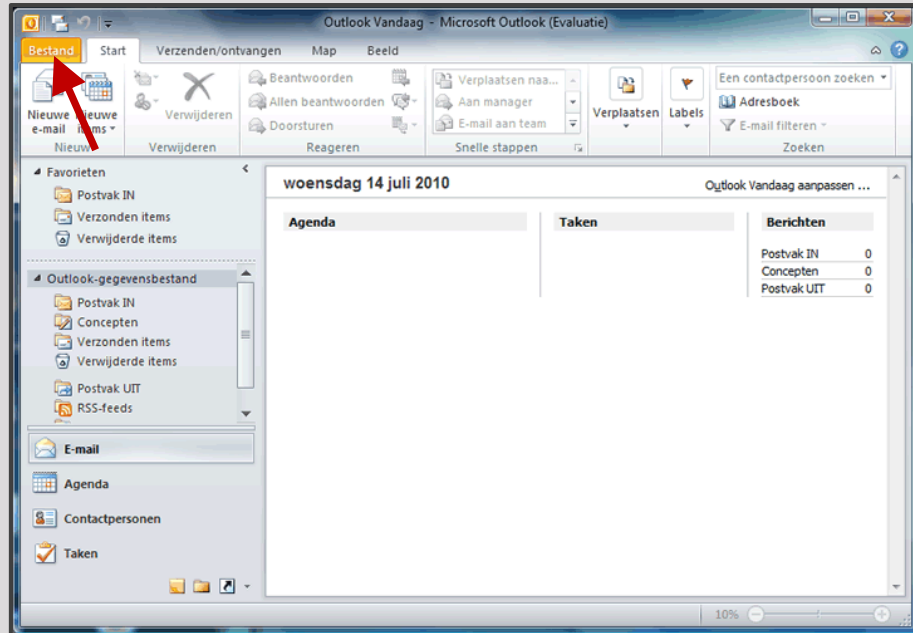 Outlook Vandaag - Microsoft Outlook (Evaluatie)
Bestand Start Verzenden/ontvangen Map Beeld
Nieuwe e-mail
Nieuwe items
Nieuw
Verwijderen
Verwijderen
Beantwoorden
Allen beantwoorden
Doorsturen
Reageren
Verplaatsen naa...
Aan manager
E-mail aan team
Snelle stappen
Verplaatsen
Labels
Een contactpersoon zoeken
Adresboek
E-mail filteren
Zoeken
Favorieten
Postvak IN
Verzonden items
Verwijderde items
Outlook-gegevensbestand
Postvak IN
Concepten
Verzonden items
Verwijderde items
Postvak UIT
RSS-feeds
E-mail
Agenda
Contactpersonen
Taken
woensdag 14 juli 2010 Outlook Vandaag aanpassen ...
Agenda Taken Berichten
Postvak IN 0
Concepten 0
Postvak UIT 0
10%